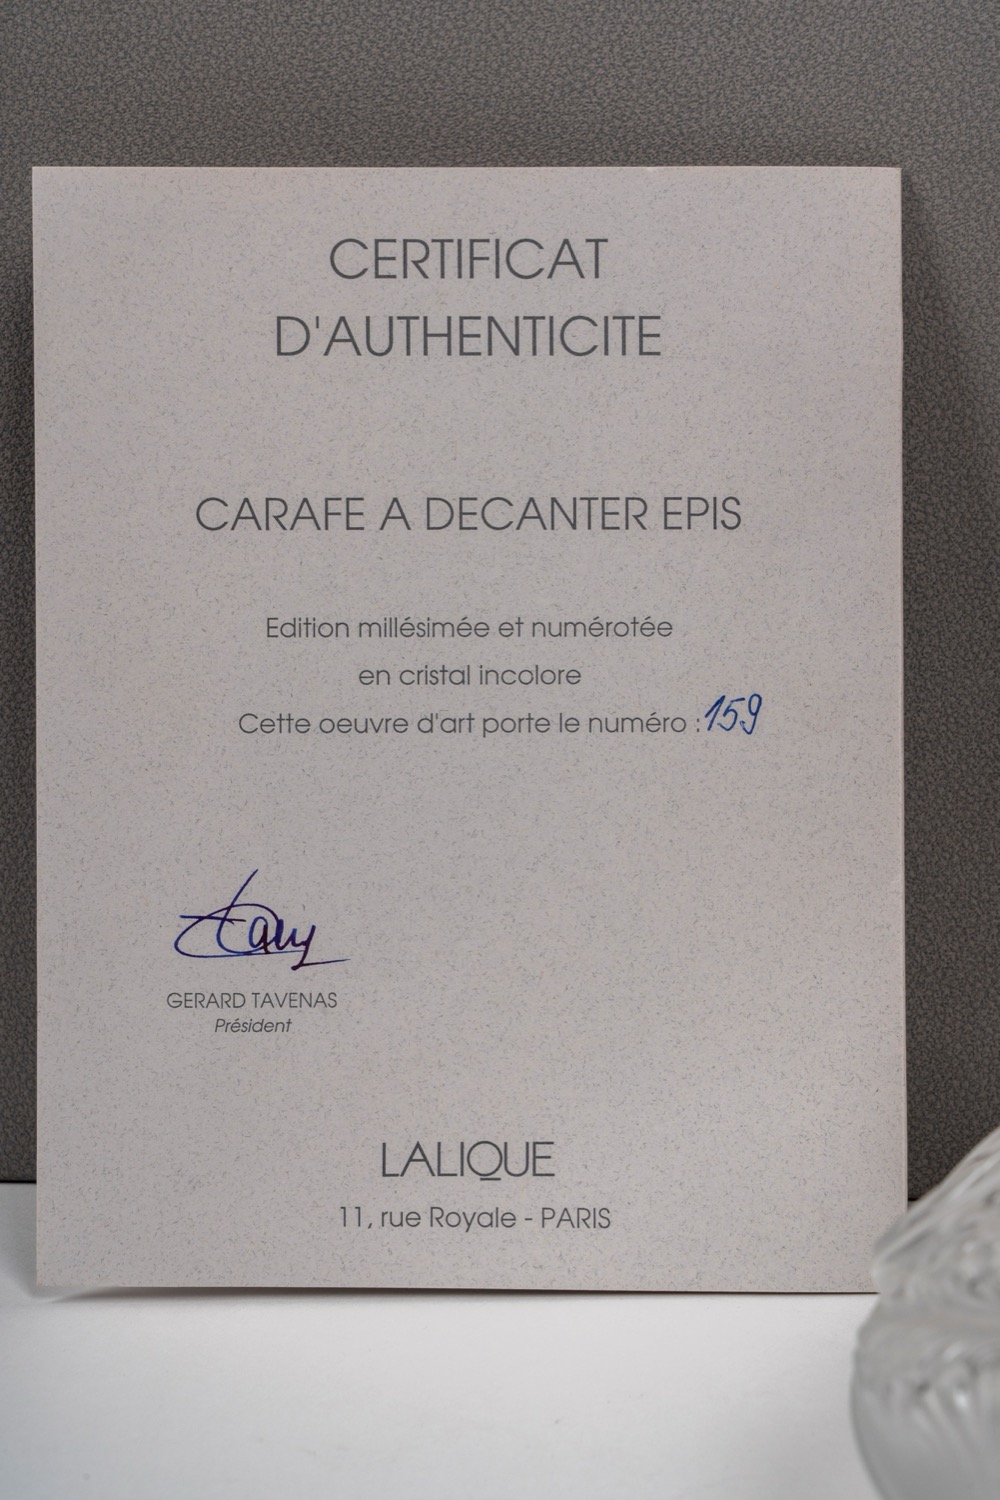 CERTIFICAT
D'AUTHENTICITE
CARAFE A DECANTER EPIS
Edition millésimée et numérotée
en cristal incolore
Cette oeuvre d'art porte le numéro : 159
GERARD TAVENAS
Président
LALIQUE
11, rue Royale - PARIS